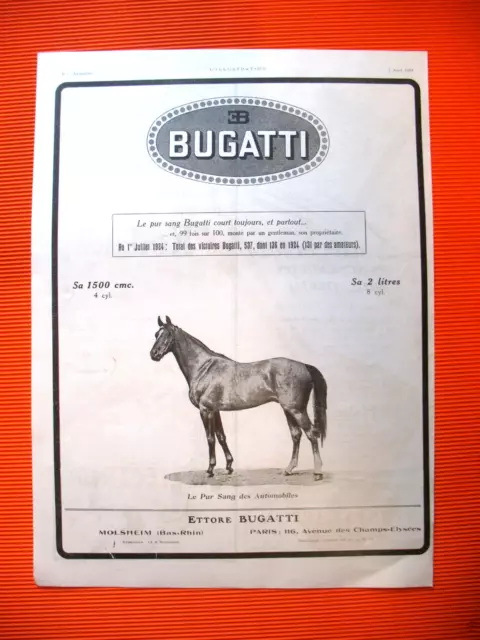 L'ILLUSTRATION
EB
BUGATTI
Le pur sang Bugatti court toujours, et partout...
... et, 99 fois sur 100, monté par un gentleman, son propriétaire.
Au 1er Juillet 1924 : Total des victoires Bugatti, 537, dont 136 en 1924 (131 par des amateurs).
Sa 1500 cmc.
4 cyl.
Sa 2 litres
8 cyl.
Le Pur Sang des Automobiles
ETTORE BUGATTI
MOLSHEIM (Bas-Rhin)
PARIS : 116, Avenue des Champs-Elysées